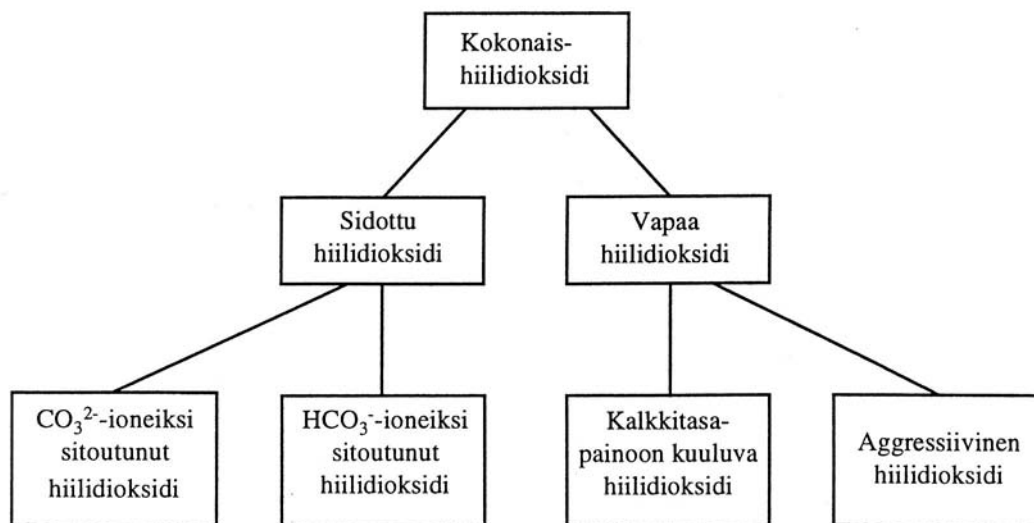 Kokonais-
hiilidioksidi
Sidottu
hiilidioksidi
Vapaa
hiilidioksidi
CO₃²⁻-ioneiksi
sitoutunut
hiilidioksidi
HCO₃⁻-ioneiksi
sitoutunut
hiilidioksidi
Kalkkitasa-
painoon kuuluva
hiilidioksidi
Aggressiivinen
hiilidioksidi